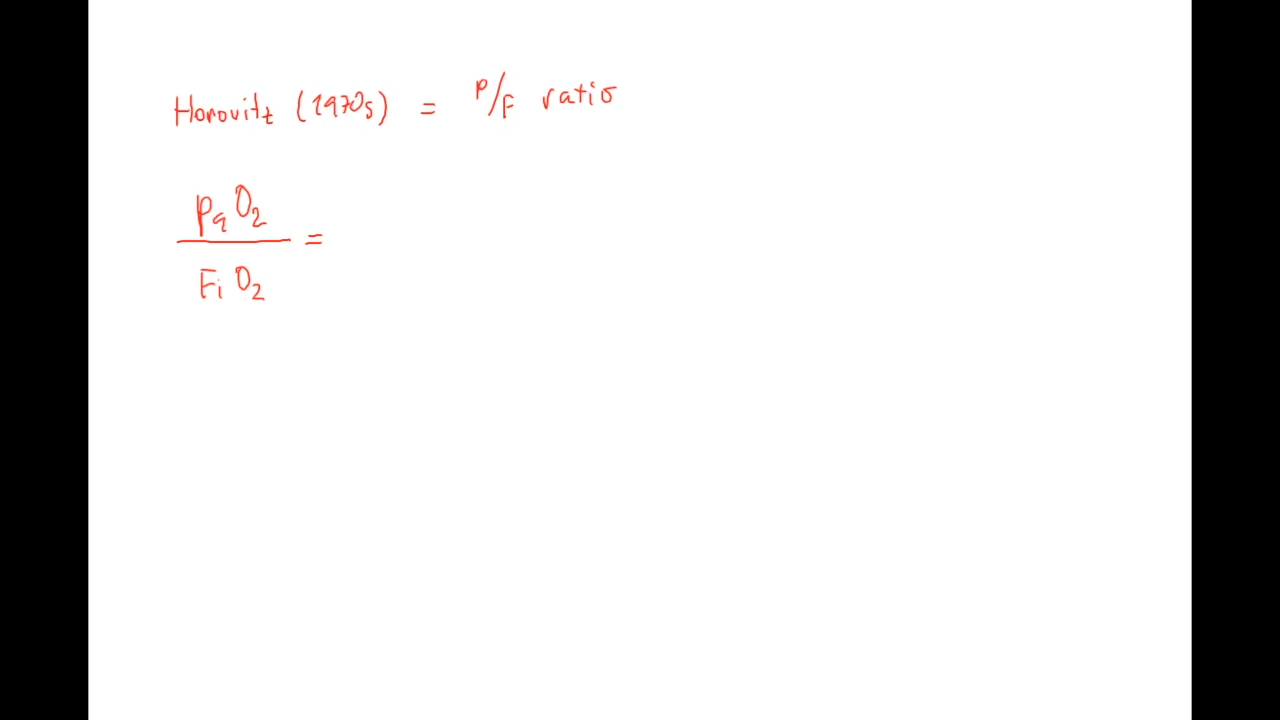 Horovitz (1970s) = P/F ratio
PaO2
=
FiO2